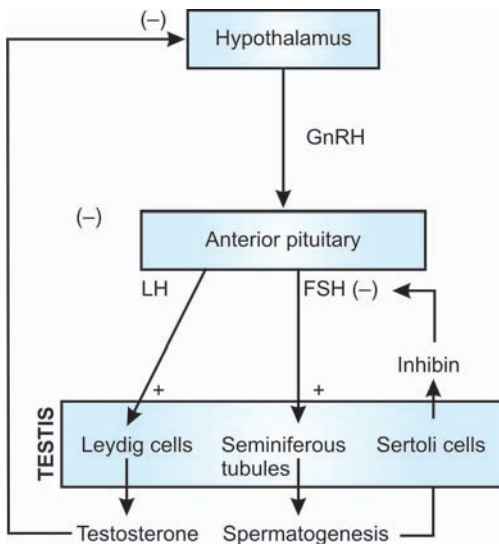 (–)
Hypothalamus
GnRH
(–)
Anterior pituitary
LH
FSH (–)
Inhibin
+
+
TESTIS
Leydig cells
Seminiferous
tubules
Sertoli cells
Testosterone
Spermatogenesis